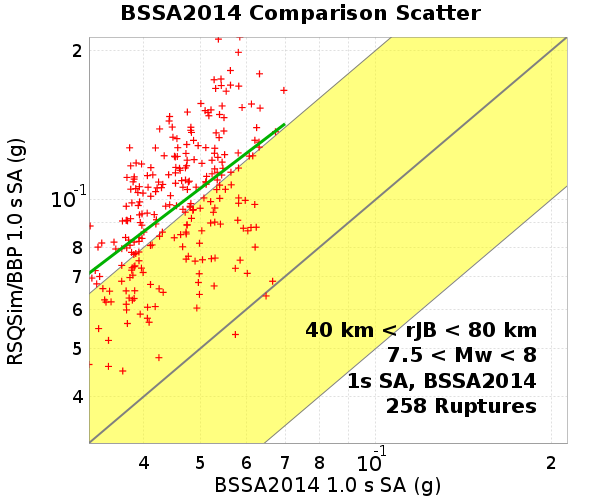 BSSA2014 Comparison Scatter
RSQSim/BBP 1.0 s SA (g)
2
10-1
8
7
6
5
4
40 km < rJB < 80 km
7.5 < Mw < 8
1s SA, BSSA2014
258 Ruptures
4 5 6 7 8 10-1 2
BSSA2014 1.0 s SA (g)